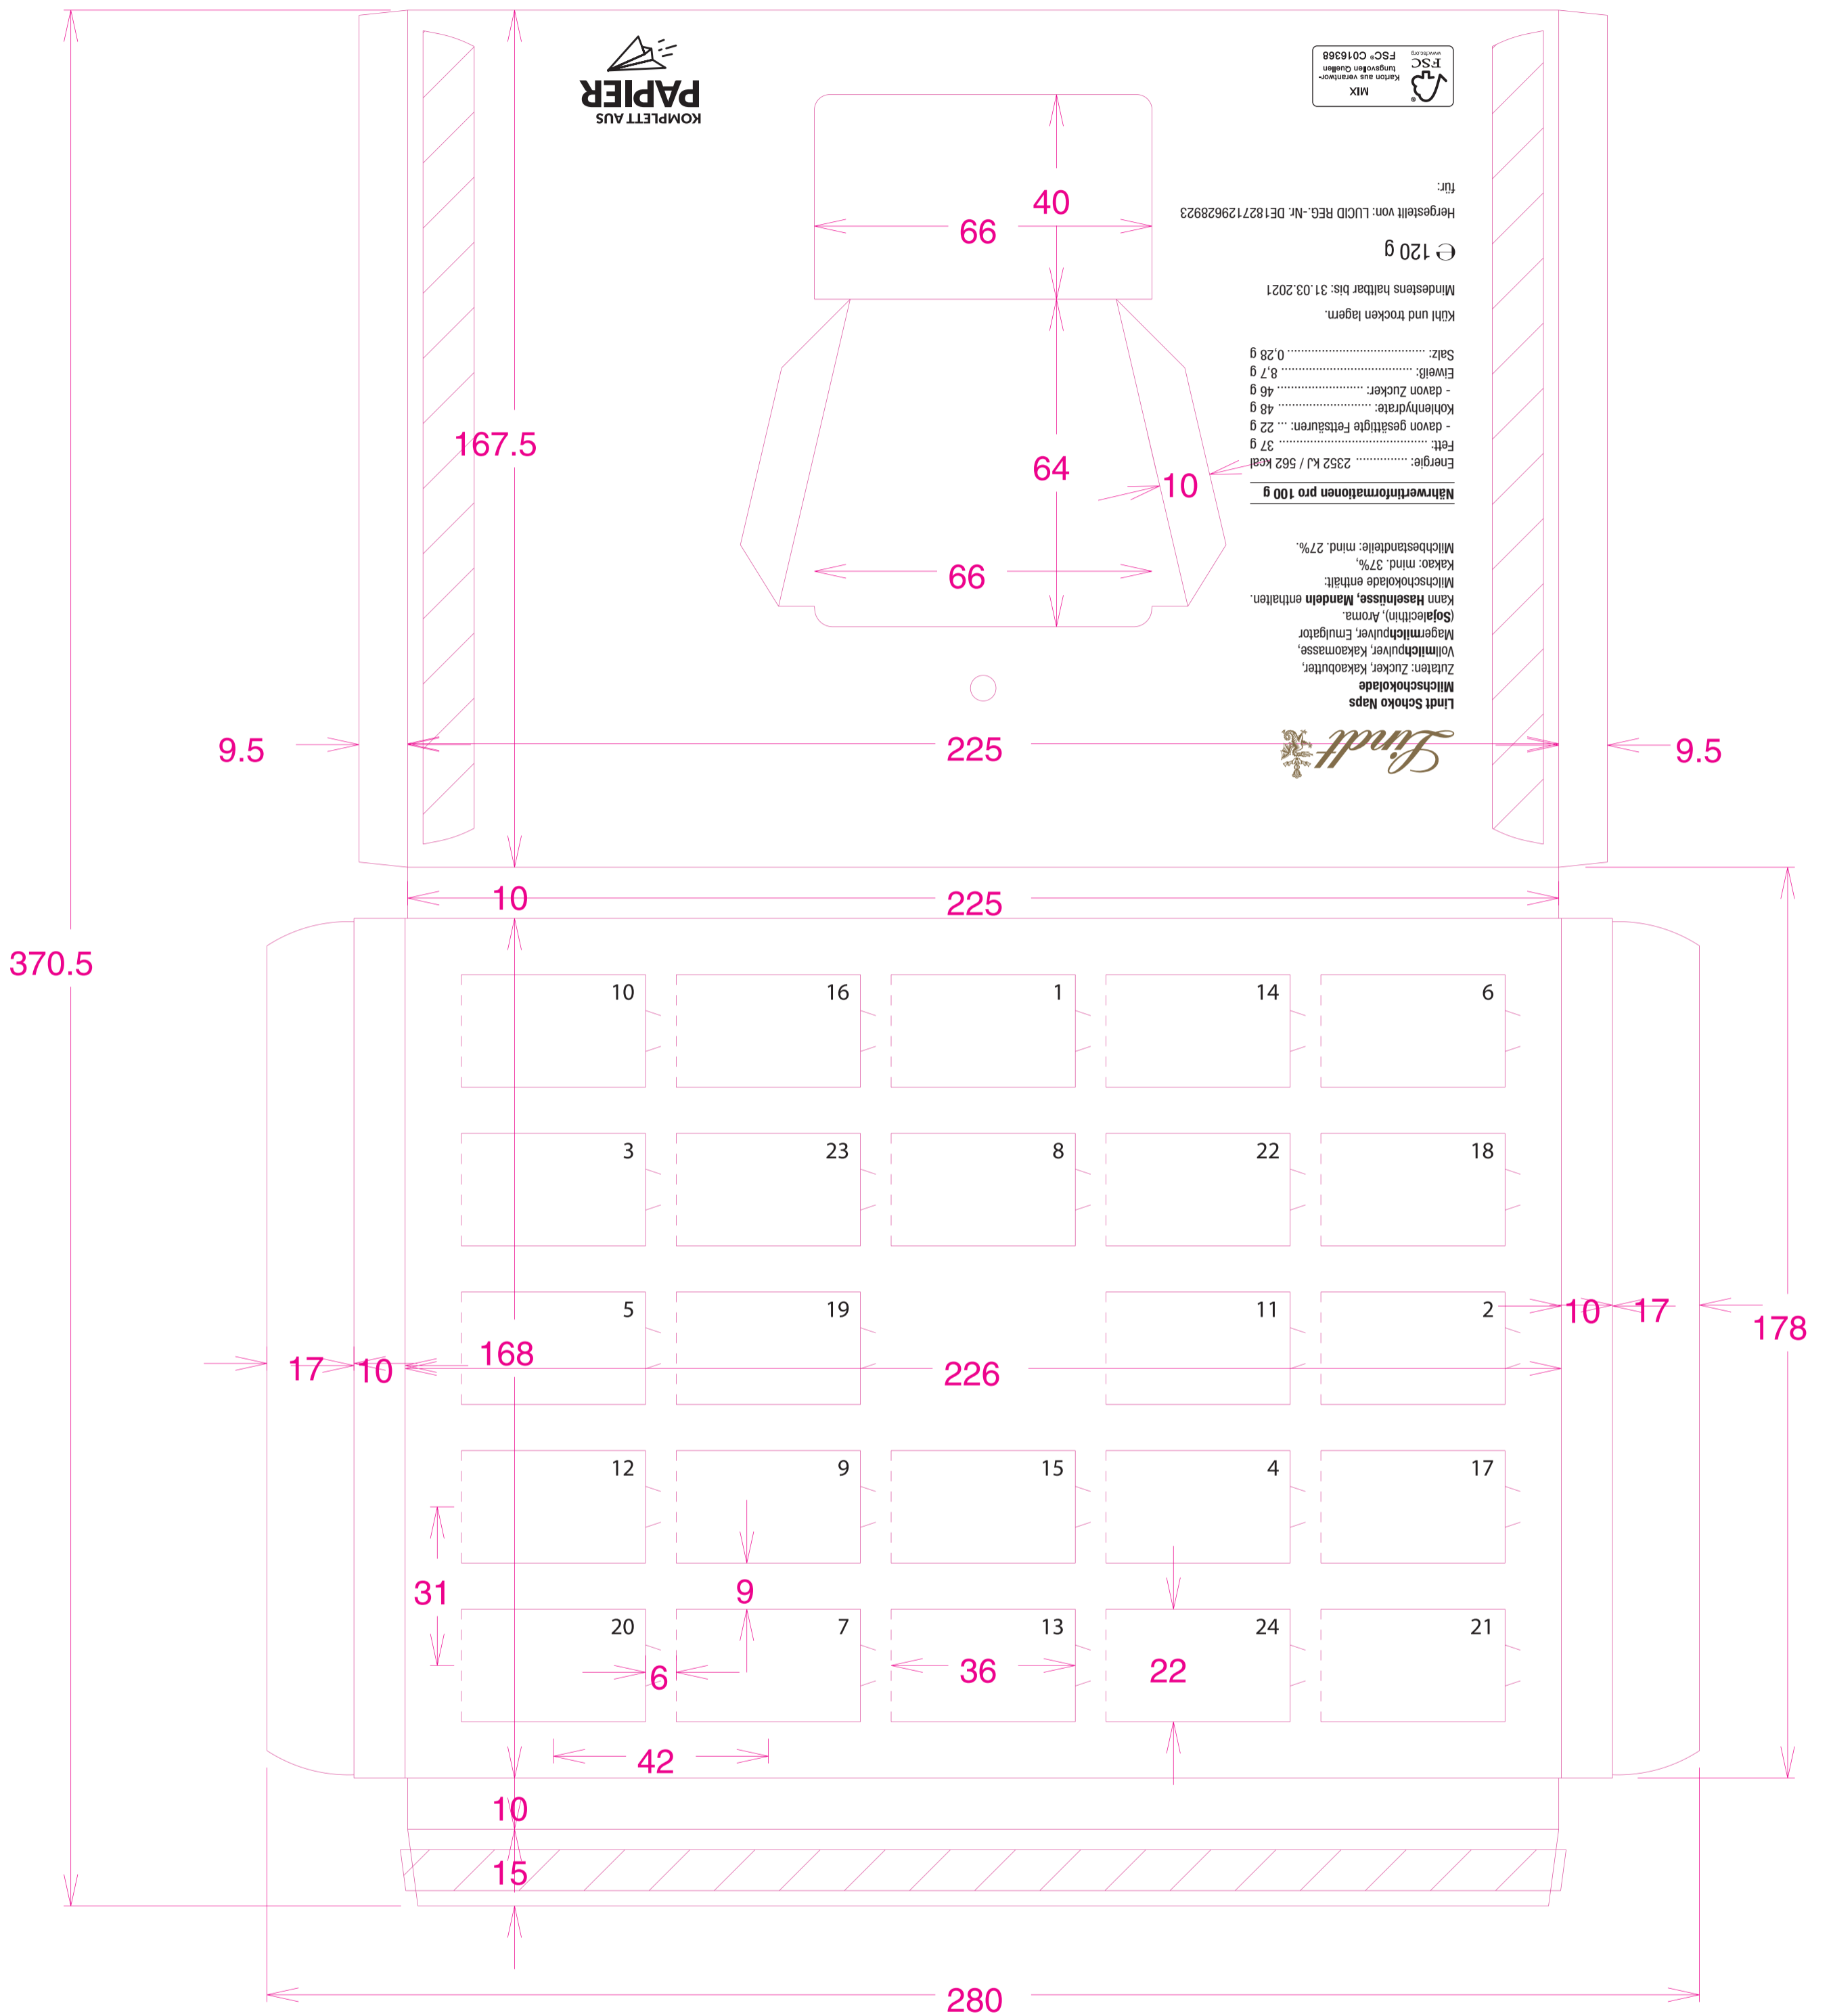 KOMPLETT AUS
PAPIER
FSC
www.fsc.org
®
MIX
Karton aus verantwor-
tungsvollen Quellen
FSC® C016368
Lindt
Lindt Schoko Naps
Milchschokolade
Zutaten: Zucker, Kakaobutter,
Vollmilchpulver, Kakaomasse,
Magermilchpulver, Emulgator
(Sojalecithin), Aroma.
Kann Haselnüsse, Mandeln enthalten.
Milchschokolade enthält:
Kakao: mind. 37%,
Milchbestandteile: mind. 27%.
Nährwertinformationen pro 100 g
Energie: .............. 2352 kJ / 562 kcal
Fett: ........................................... 37 g
- davon gesättigte Fettsäuren: ... 22 g
Kohlenhydrate: ........................... 48 g
- davon Zucker: ......................... 46 g
Eiweiß: ...................................... 8,7 g
Salz: ........................................ 0,28 g
Kühl und trocken lagern.
Mindestens haltbar bis: 31.03.2021
℮ 120 g
Hergestellt von: LUCID REG.-Nr. DE1827129628923
für:
40
66
167.5
64
10
66
9.5
225
9.5
10
225
370.5
10
16
1
14
6
3
23
8
22
18
5
19
11
2
10
17
178
17
10
168
226
12
9
15
4
17
31
9
20
7
13
24
21
6
36
22
42
10
15
280